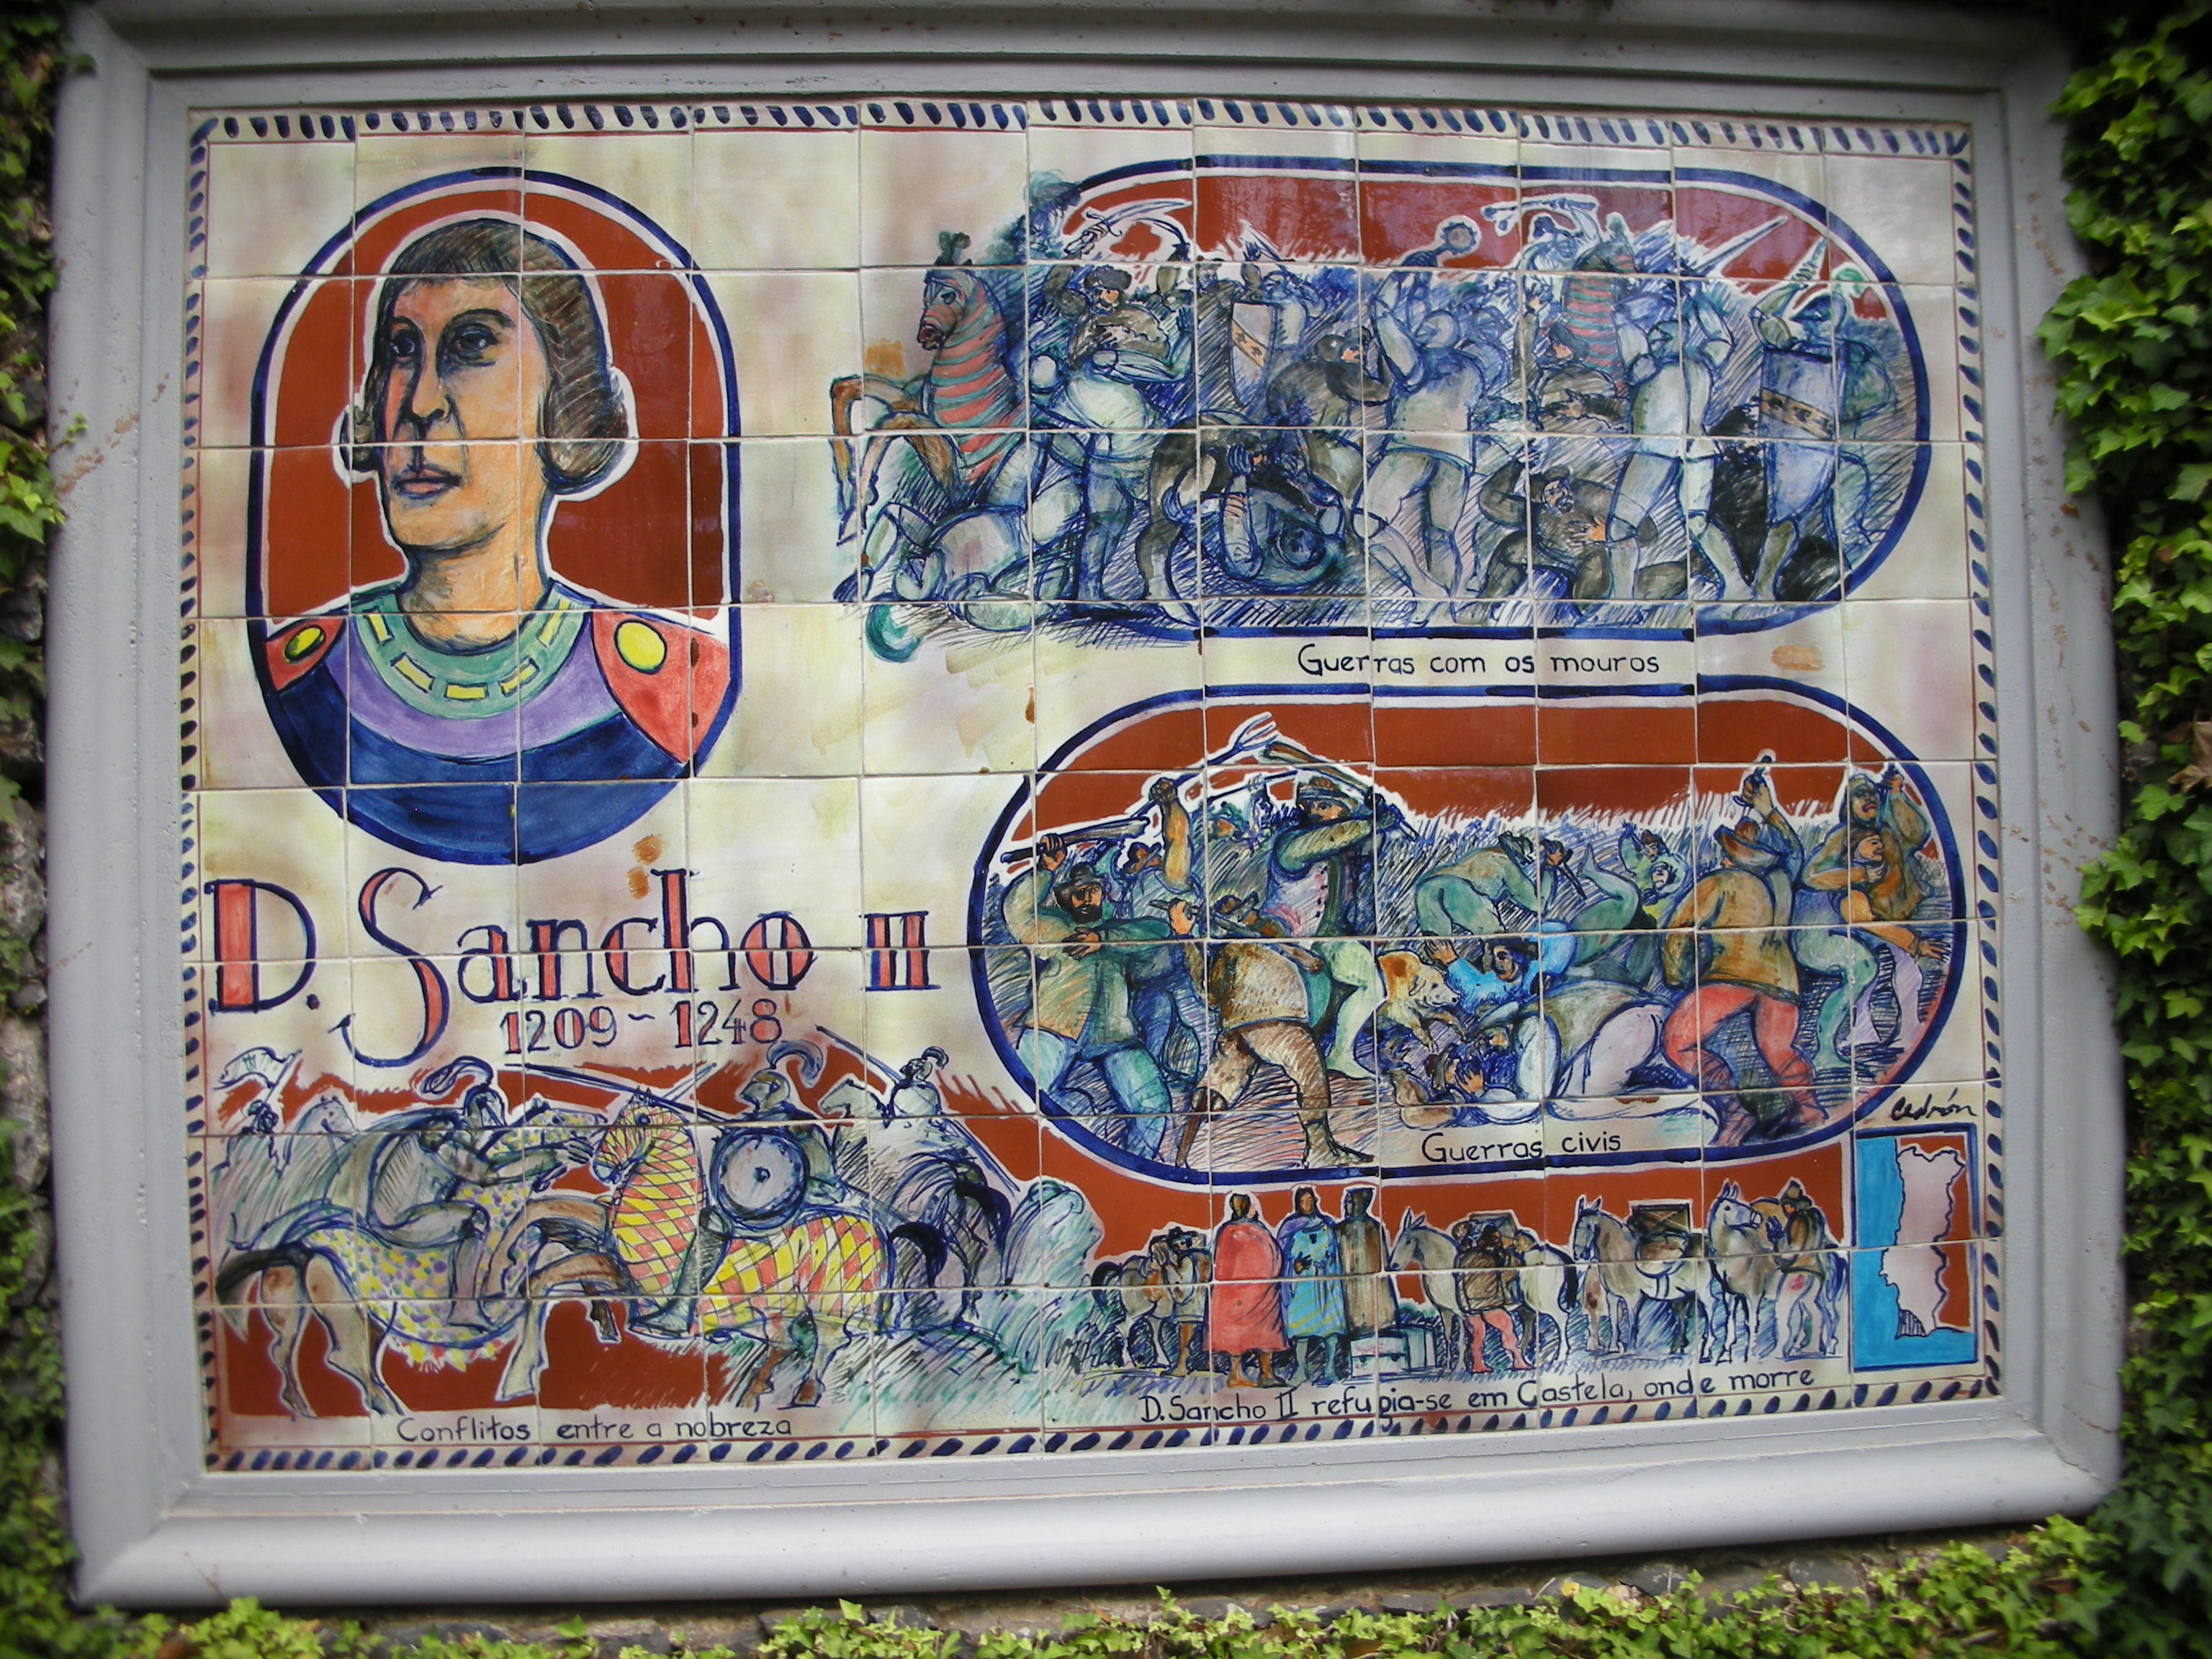 Guerras com os mouros
D. Sancho II
1209~1248
Cedrón
Guerras civis
Conflitos entre a nobreza
D. Sancho II refugia-se em Castela, onde morre